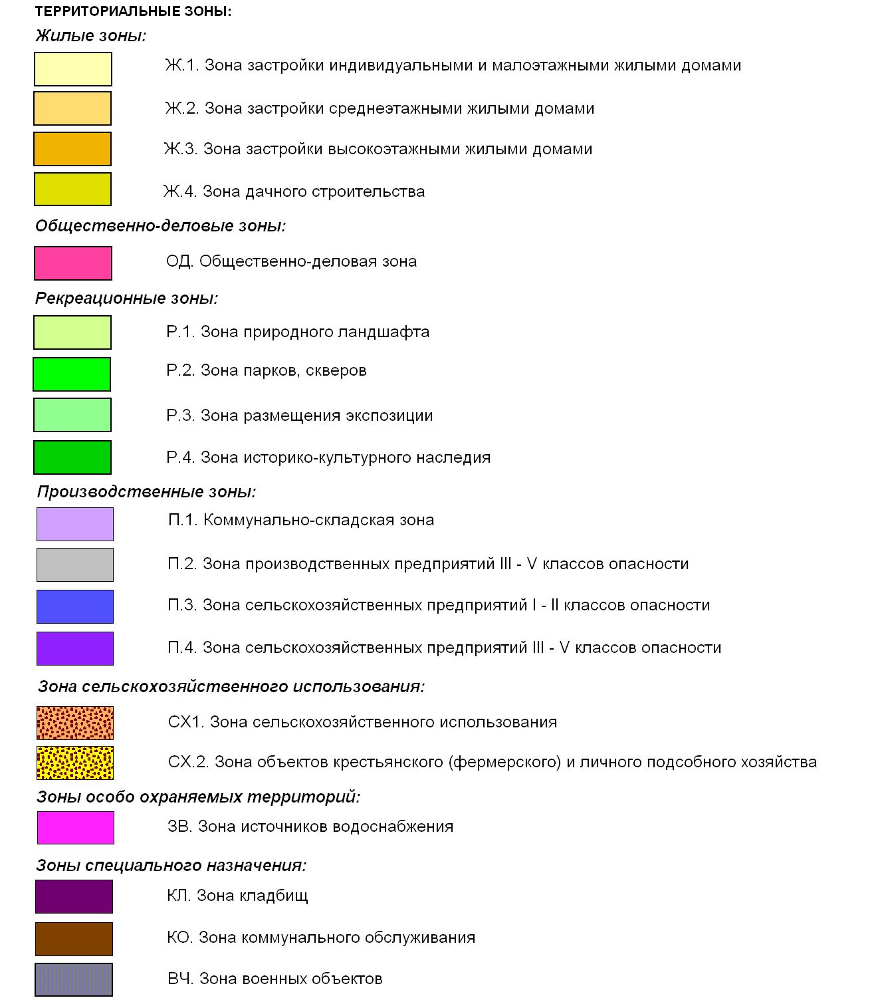 ТЕРРИТОРИАЛЬНЫЕ ЗОНЫ:
Жилые зоны:
Ж.1. Зона застройки индивидуальными и малоэтажными жилыми домами
Ж.2. Зона застройки среднеэтажными жилыми домами
Ж.3. Зона застройки высокоэтажными жилыми домами
Ж.4. Зона дачного строительства
Общественно-деловые зоны:
ОД. Общественно-деловая зона
Рекреационные зоны:
Р.1. Зона природного ландшафта
Р.2. Зона парков, скверов
Р.3. Зона размещения экспозиции
Р.4. Зона историко-культурного наследия
Производственные зоны:
П.1. Коммунально-складская зона
П.2. Зона производственных предприятий III - V классов опасности
П.3. Зона сельскохозяйственных предприятий I - II классов опасности
П.4. Зона сельскохозяйственных предприятий III - V классов опасности
Зона сельскохозяйственного использования:
СХ1. Зона сельскохозяйственного использования
СХ.2. Зона объектов крестьянского (фермерского) и личного подсобного хозяйства
Зоны особо охраняемых территорий:
ЗВ. Зона источников водоснабжения
Зоны специального назначения:
КЛ. Зона кладбищ
КО. Зона коммунального обслуживания
ВЧ. Зона военных объектов